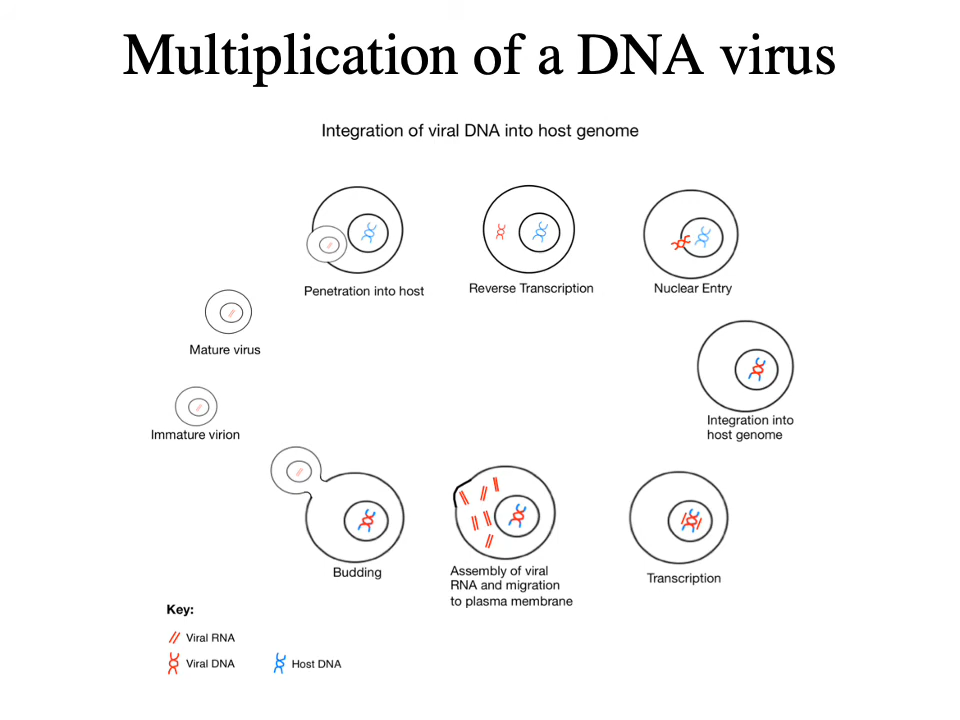 Multiplication of a DNA virus
Integration of viral DNA into host genome
Penetration into host
Reverse Transcription
Nuclear Entry
Mature virus
Immature virion
Integration into
host genome
Budding
Assembly of viral
RNA and migration
to plasma membrane
Transcription
Key:
Viral RNA
Viral DNA
Host DNA